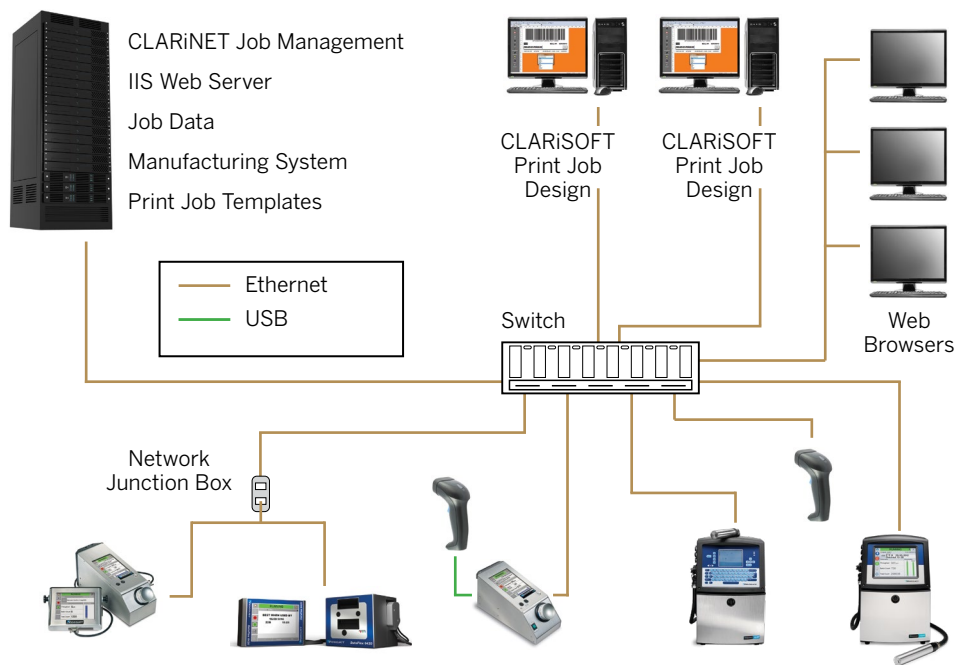 CLARiNET Job Management
IIS Web Server
Job Data
Manufacturing System
Print Job Templates
CLARiSOFT
Print Job
Design
CLARiSOFT
Print Job
Design
Ethernet
USB
Switch
Web
Browsers
Network
Junction Box